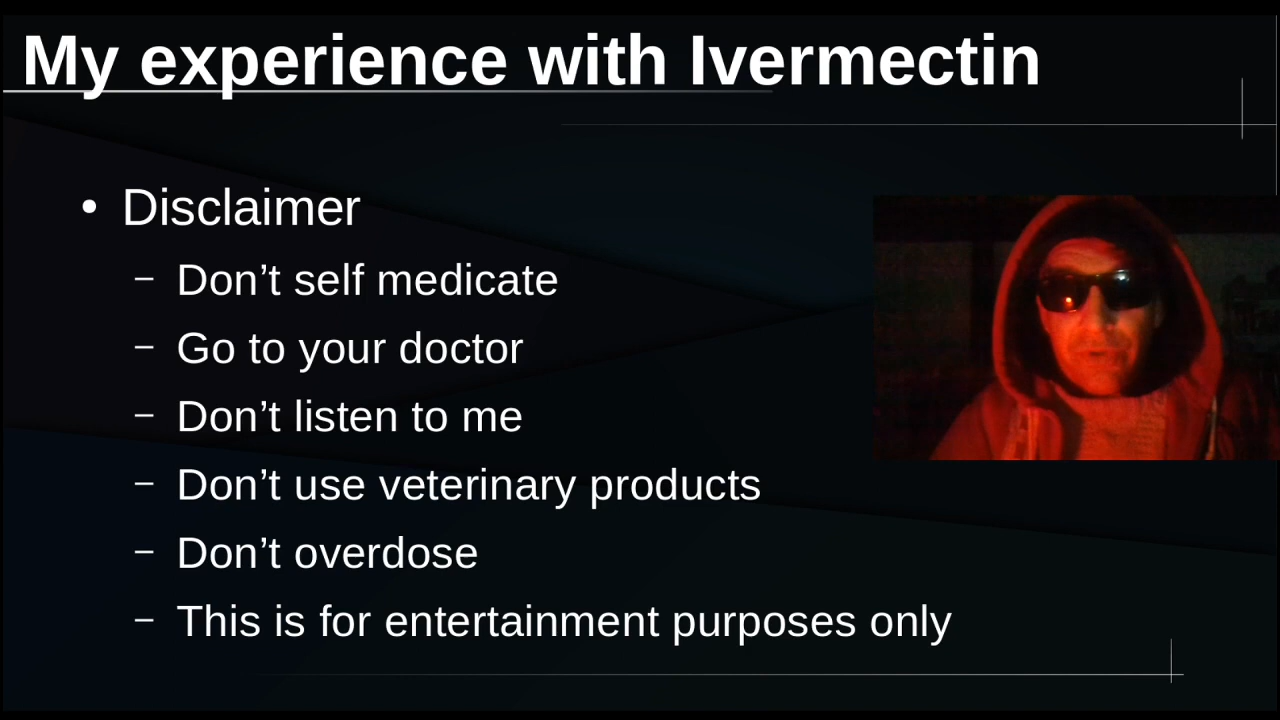 My experience with Ivermectin
• Disclaimer
– Don’t self medicate
– Go to your doctor
– Don’t listen to me
– Don’t use veterinary products
– Don’t overdose
– This is for entertainment purposes only